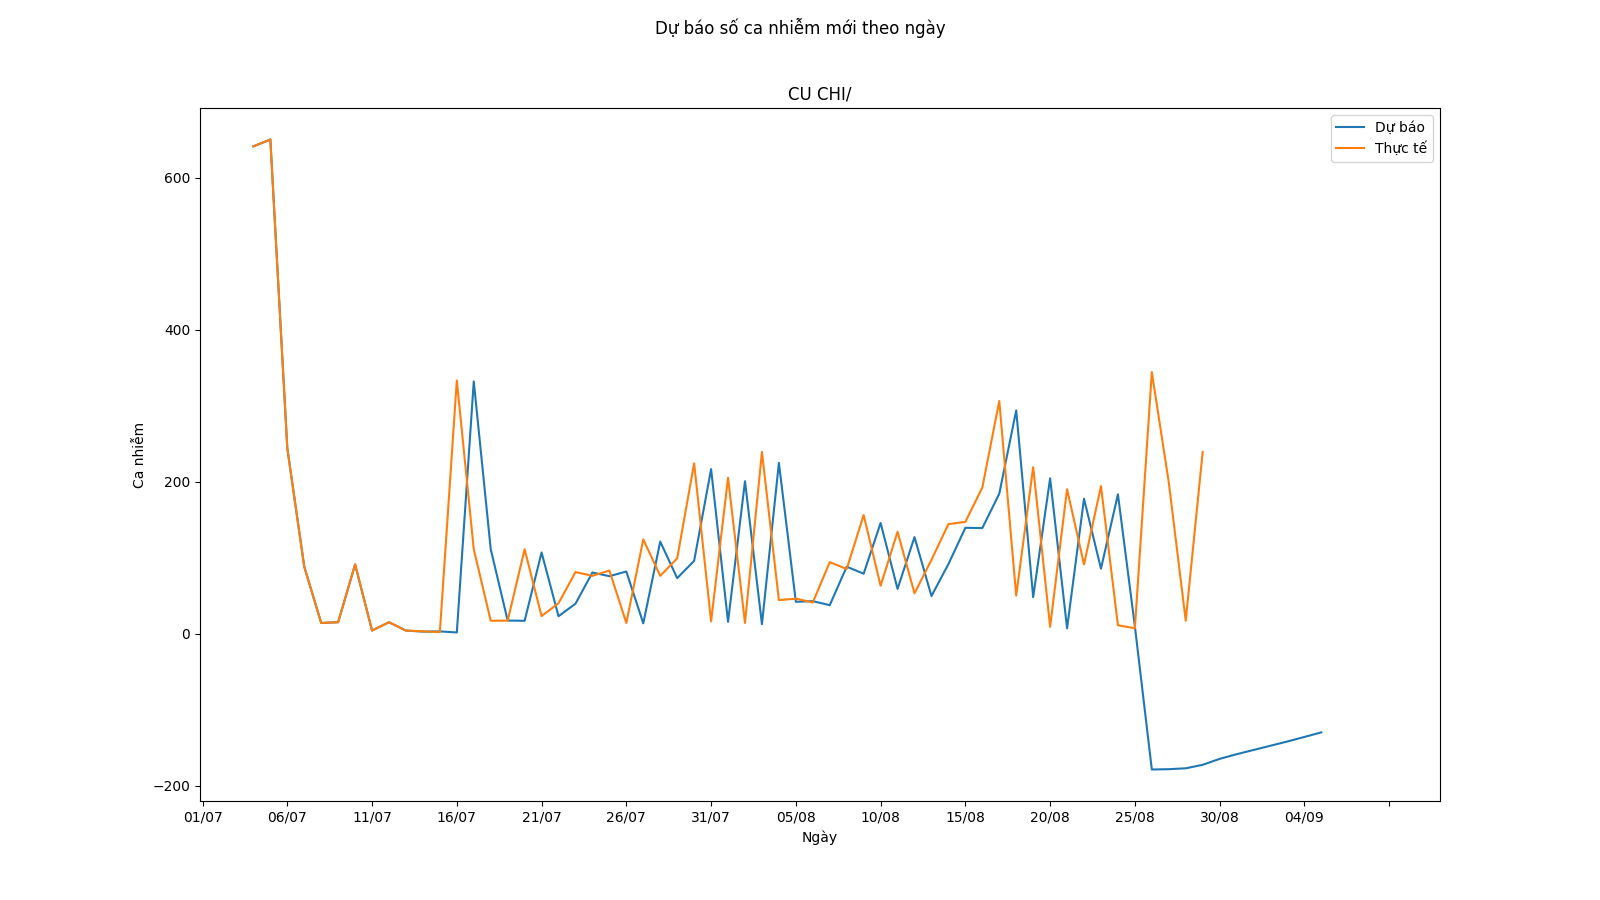 Dự báo số ca nhiễm mới theo ngày
CU CHI/
Dự báo
Thực tế
600
400
200
0
−200
Ca nhiễm
01/07 06/07 11/07 16/07 21/07 26/07 31/07 05/08 10/08 15/08 20/08 25/08 30/08 04/09
Ngày